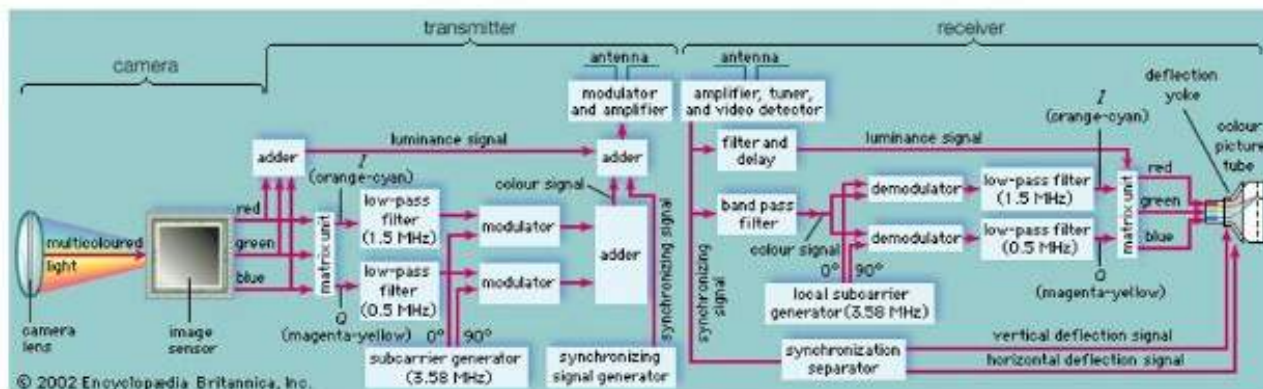 transmitter
receiver
camera
antenna
antenna
modulator
and amplifier
amplifier, tuner,
and video detector
I
(orange-cyan)
deflection
yoke
colour
picture
tube
adder
luminance signal
adder
filter and
delay
luminance signal
I
(orange-cyan)
colour signal
low-pass
filter
(1.5 MHz)
modulator
adder
synchronizing signal
band pass
filter
colour signal
demodulator
low-pass filter
(1.5 MHz)
demodulator
low-pass filter
(0.5 MHz)
matrix unit
red
green
blue
multicoloured
light
red
green
blue
matrix unit
low-pass
filter
(0.5 MHz)
modulator
synchronizing
signal
0°
90°
local subcarrier
generator (3.58 MHz)
Q
(magenta-yellow)
camera
lens
image
sensor
Q
(magenta-yellow)
0°
90°
subcarrier generator
(3.58 MHz)
synchronizing
signal generator
synchronization
separator
vertical deflection signal
horizontal deflection signal
© 2002 Encyclopædia Britannica, Inc.